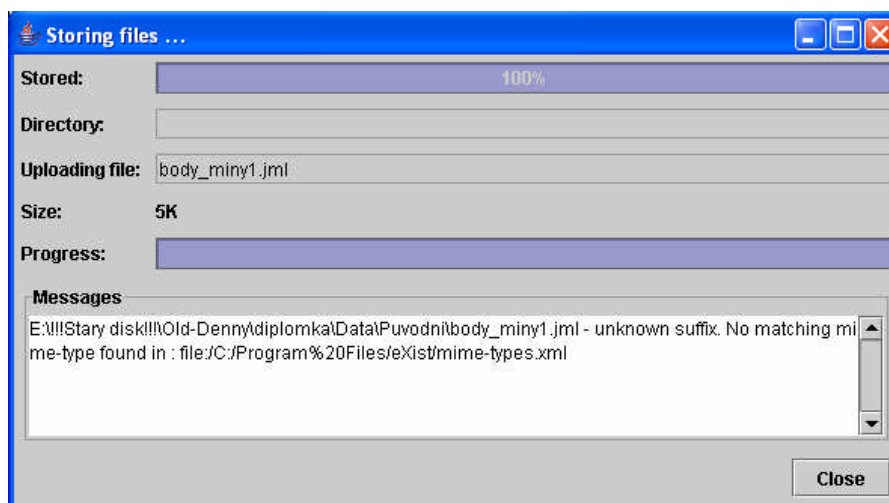 Storing files ...
Stored: 100%
Directory:
Uploading file: body_miny1.jml
Size: 5K
Progress:
Messages
E:\!!!Stary disk!!!\Old-Denny\diplomka\Data\Puvodni\body_miny1.jml - unknown suffix. No matching mi
me-type found in : file:/C:/Program%20Files/eXist/mime-types.xml
Close